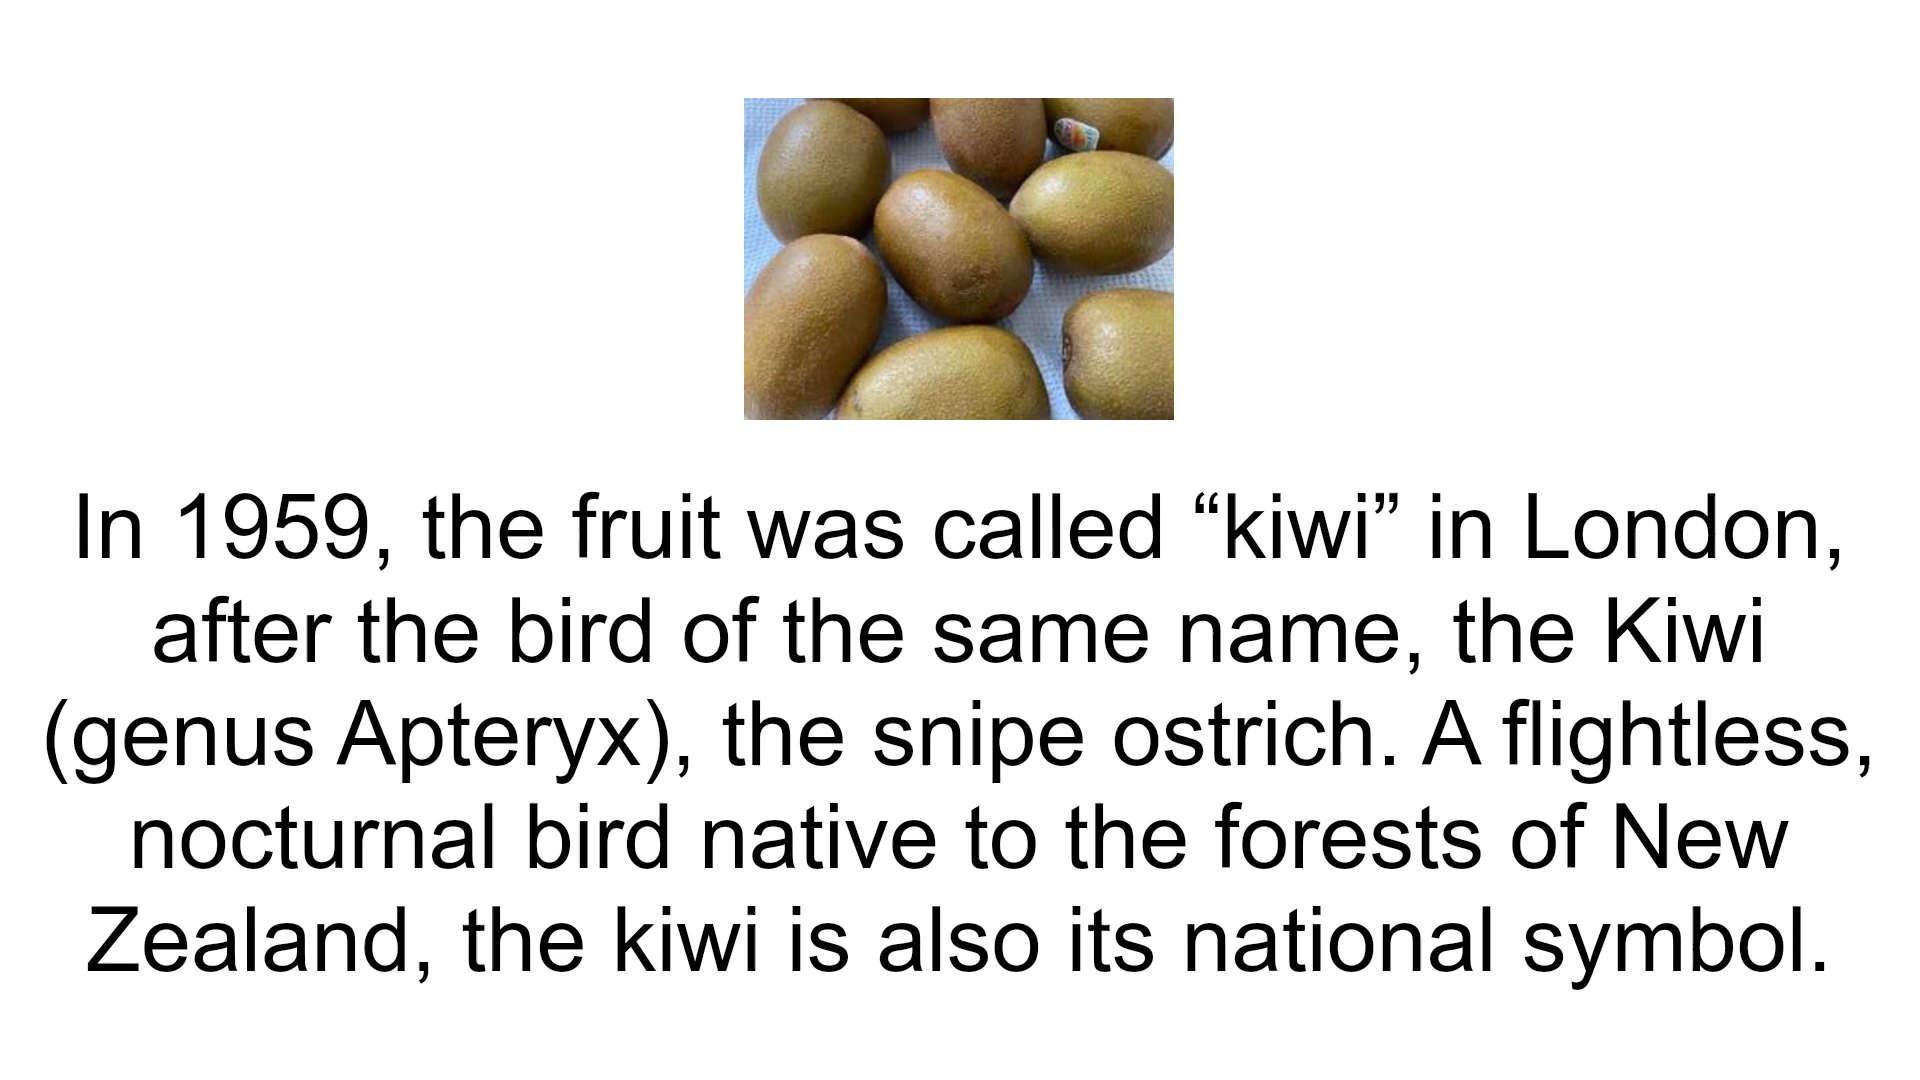 In 1959, the fruit was called “kiwi” in London,
after the bird of the same name, the Kiwi
(genus Apteryx), the snipe ostrich. A flightless,
nocturnal bird native to the forests of New
Zealand, the kiwi is also its national symbol.